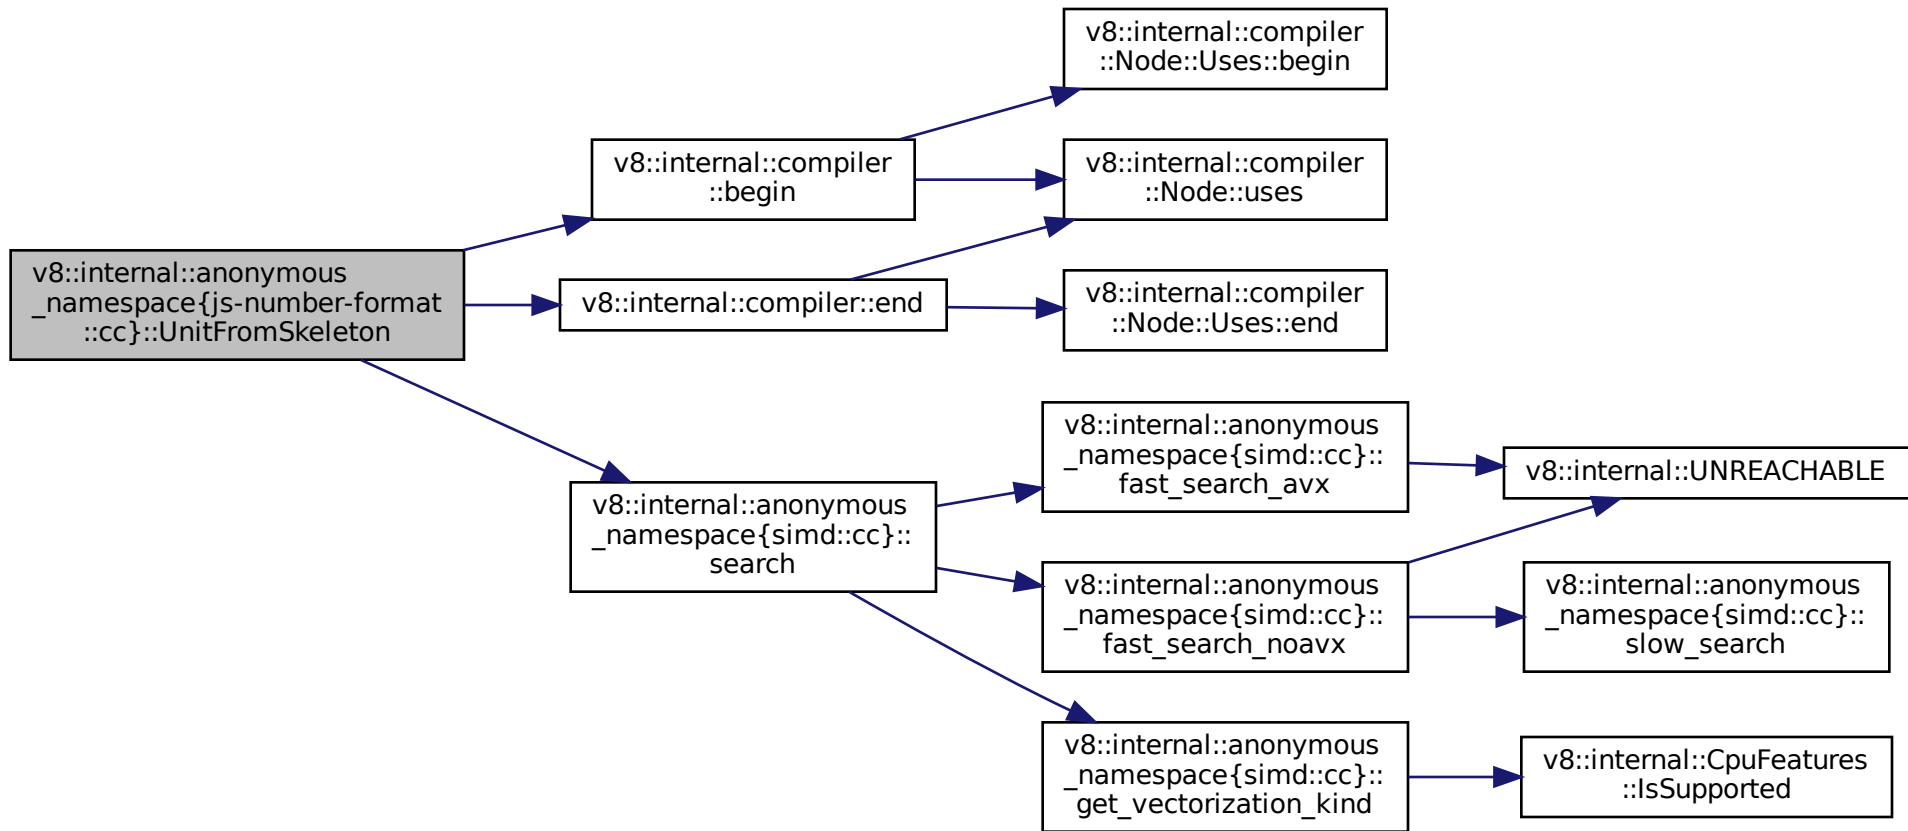 v8::internal::compiler
::Node::Uses::begin
v8::internal::compiler
::begin
v8::internal::compiler
::Node::uses
v8::internal::anonymous
_namespace{js-number-format
::cc}::UnitFromSkeleton
v8::internal::compiler::end
v8::internal::compiler
::Node::Uses::end
v8::internal::anonymous
_namespace{simd::cc}::
fast_search_avx
v8::internal::UNREACHABLE
v8::internal::anonymous
_namespace{simd::cc}::
search
v8::internal::anonymous
_namespace{simd::cc}::
fast_search_noavx
v8::internal::anonymous
_namespace{simd::cc}::
slow_search
v8::internal::anonymous
_namespace{simd::cc}::
get_vectorization_kind
v8::internal::CpuFeatures
::IsSupported